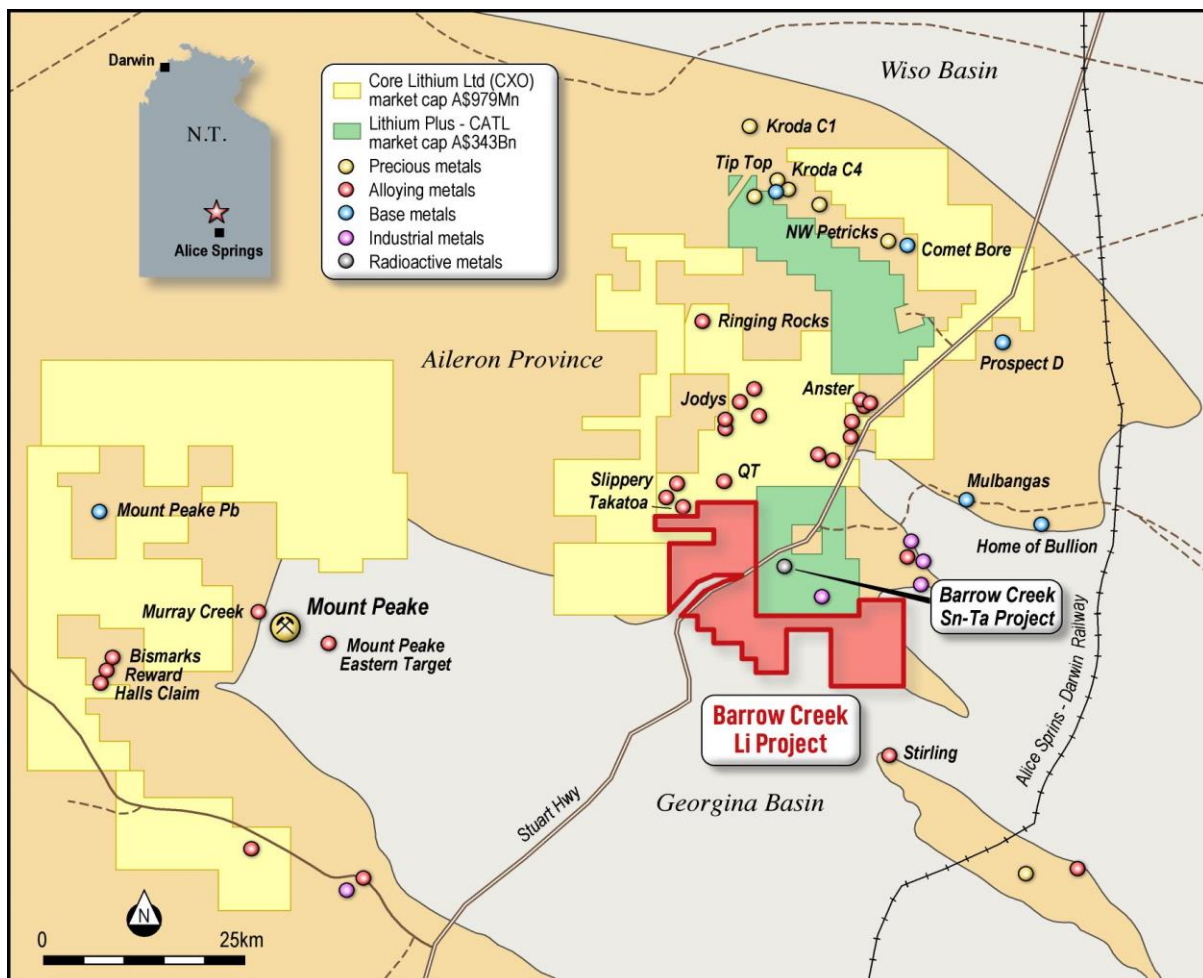 Darwin
N.T.
Alice Springs
Core Lithium Ltd (CXO)
market cap A$979Mn
Lithium Plus - CATL
market cap A$343Bn
Precious metals
Alloying metals
Base metals
Industrial metals
Radioactive metals
Wiso Basin
Kroda C1
Tip Top
Kroda C4
NW Petricks
Comet Bore
Ringing Rocks
Prospect D
Aileron Province
Jodys
Anster
Slippery
QT
Takatoa
Mulbangas
Home of Bullion
Mount Peake Pb
Murray Creek
Mount Peake
Mount Peake
Eastern Target
Bismarks
Reward
Halls Claim
Barrow Creek
Sn-Ta Project
Barrow Creek
Li Project
Stirling
Georgina Basin
Stuart Hwy
Alice Sprins - Darwin Railway
N
0 25km